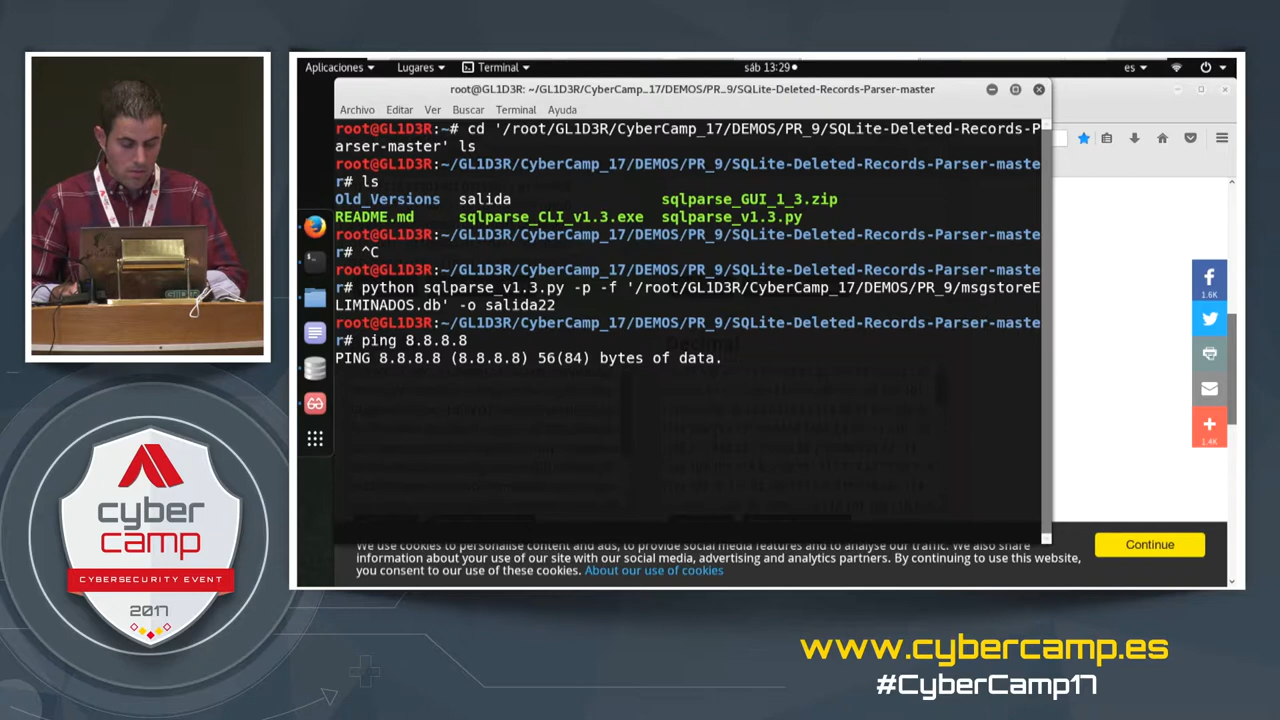 Aplicaciones Lugares Terminal sáb 13:29 es
root@GL1D3R: ~/GL1D3R/CyberCamp_17/DEMOS/PR_9/SQLite-Deleted-Records-Parser-master
Archivo Editar Ver Buscar Terminal Ayuda
root@GL1D3R:~# cd '/root/GL1D3R/CyberCamp_17/DEMOS/PR_9/SQLite-Deleted-Records-P
arser-master' ls
root@GL1D3R:~/GL1D3R/CyberCamp_17/DEMOS/PR_9/SQLite-Deleted-Records-Parser-maste
r# ls
Old_Versions salida sqlparse_GUI_1_3.zip
README.md sqlparse_CLI_v1.3.exe sqlparse_v1.3.py
root@GL1D3R:~/GL1D3R/CyberCamp_17/DEMOS/PR_9/SQLite-Deleted-Records-Parser-maste
r# ^C
root@GL1D3R:~/GL1D3R/CyberCamp_17/DEMOS/PR_9/SQLite-Deleted-Records-Parser-maste
r# python sqlparse_v1.3.py -p -f '/root/GL1D3R/CyberCamp_17/DEMOS/PR_9/msgstoreE
LIMINADOS.db' -o salida22
root@GL1D3R:~/GL1D3R/CyberCamp_17/DEMOS/PR_9/SQLite-Deleted-Records-Parser-maste
r# ping 8.8.8.8
PING 8.8.8.8 (8.8.8.8) 56(84) bytes of data.
1.6K
1.4K
We use cookies to personalise content and ads, to provide social media features and to analyse our traffic. We also share
information about your use of our site with our social media, advertising and analytics partners. By continuing to use this website,
you consent to our use of these cookies. About our use of cookies
Continue
cyber
camp
CYBERSECURITY EVENT
2017
www.cybercamp.es
#CyberCamp17